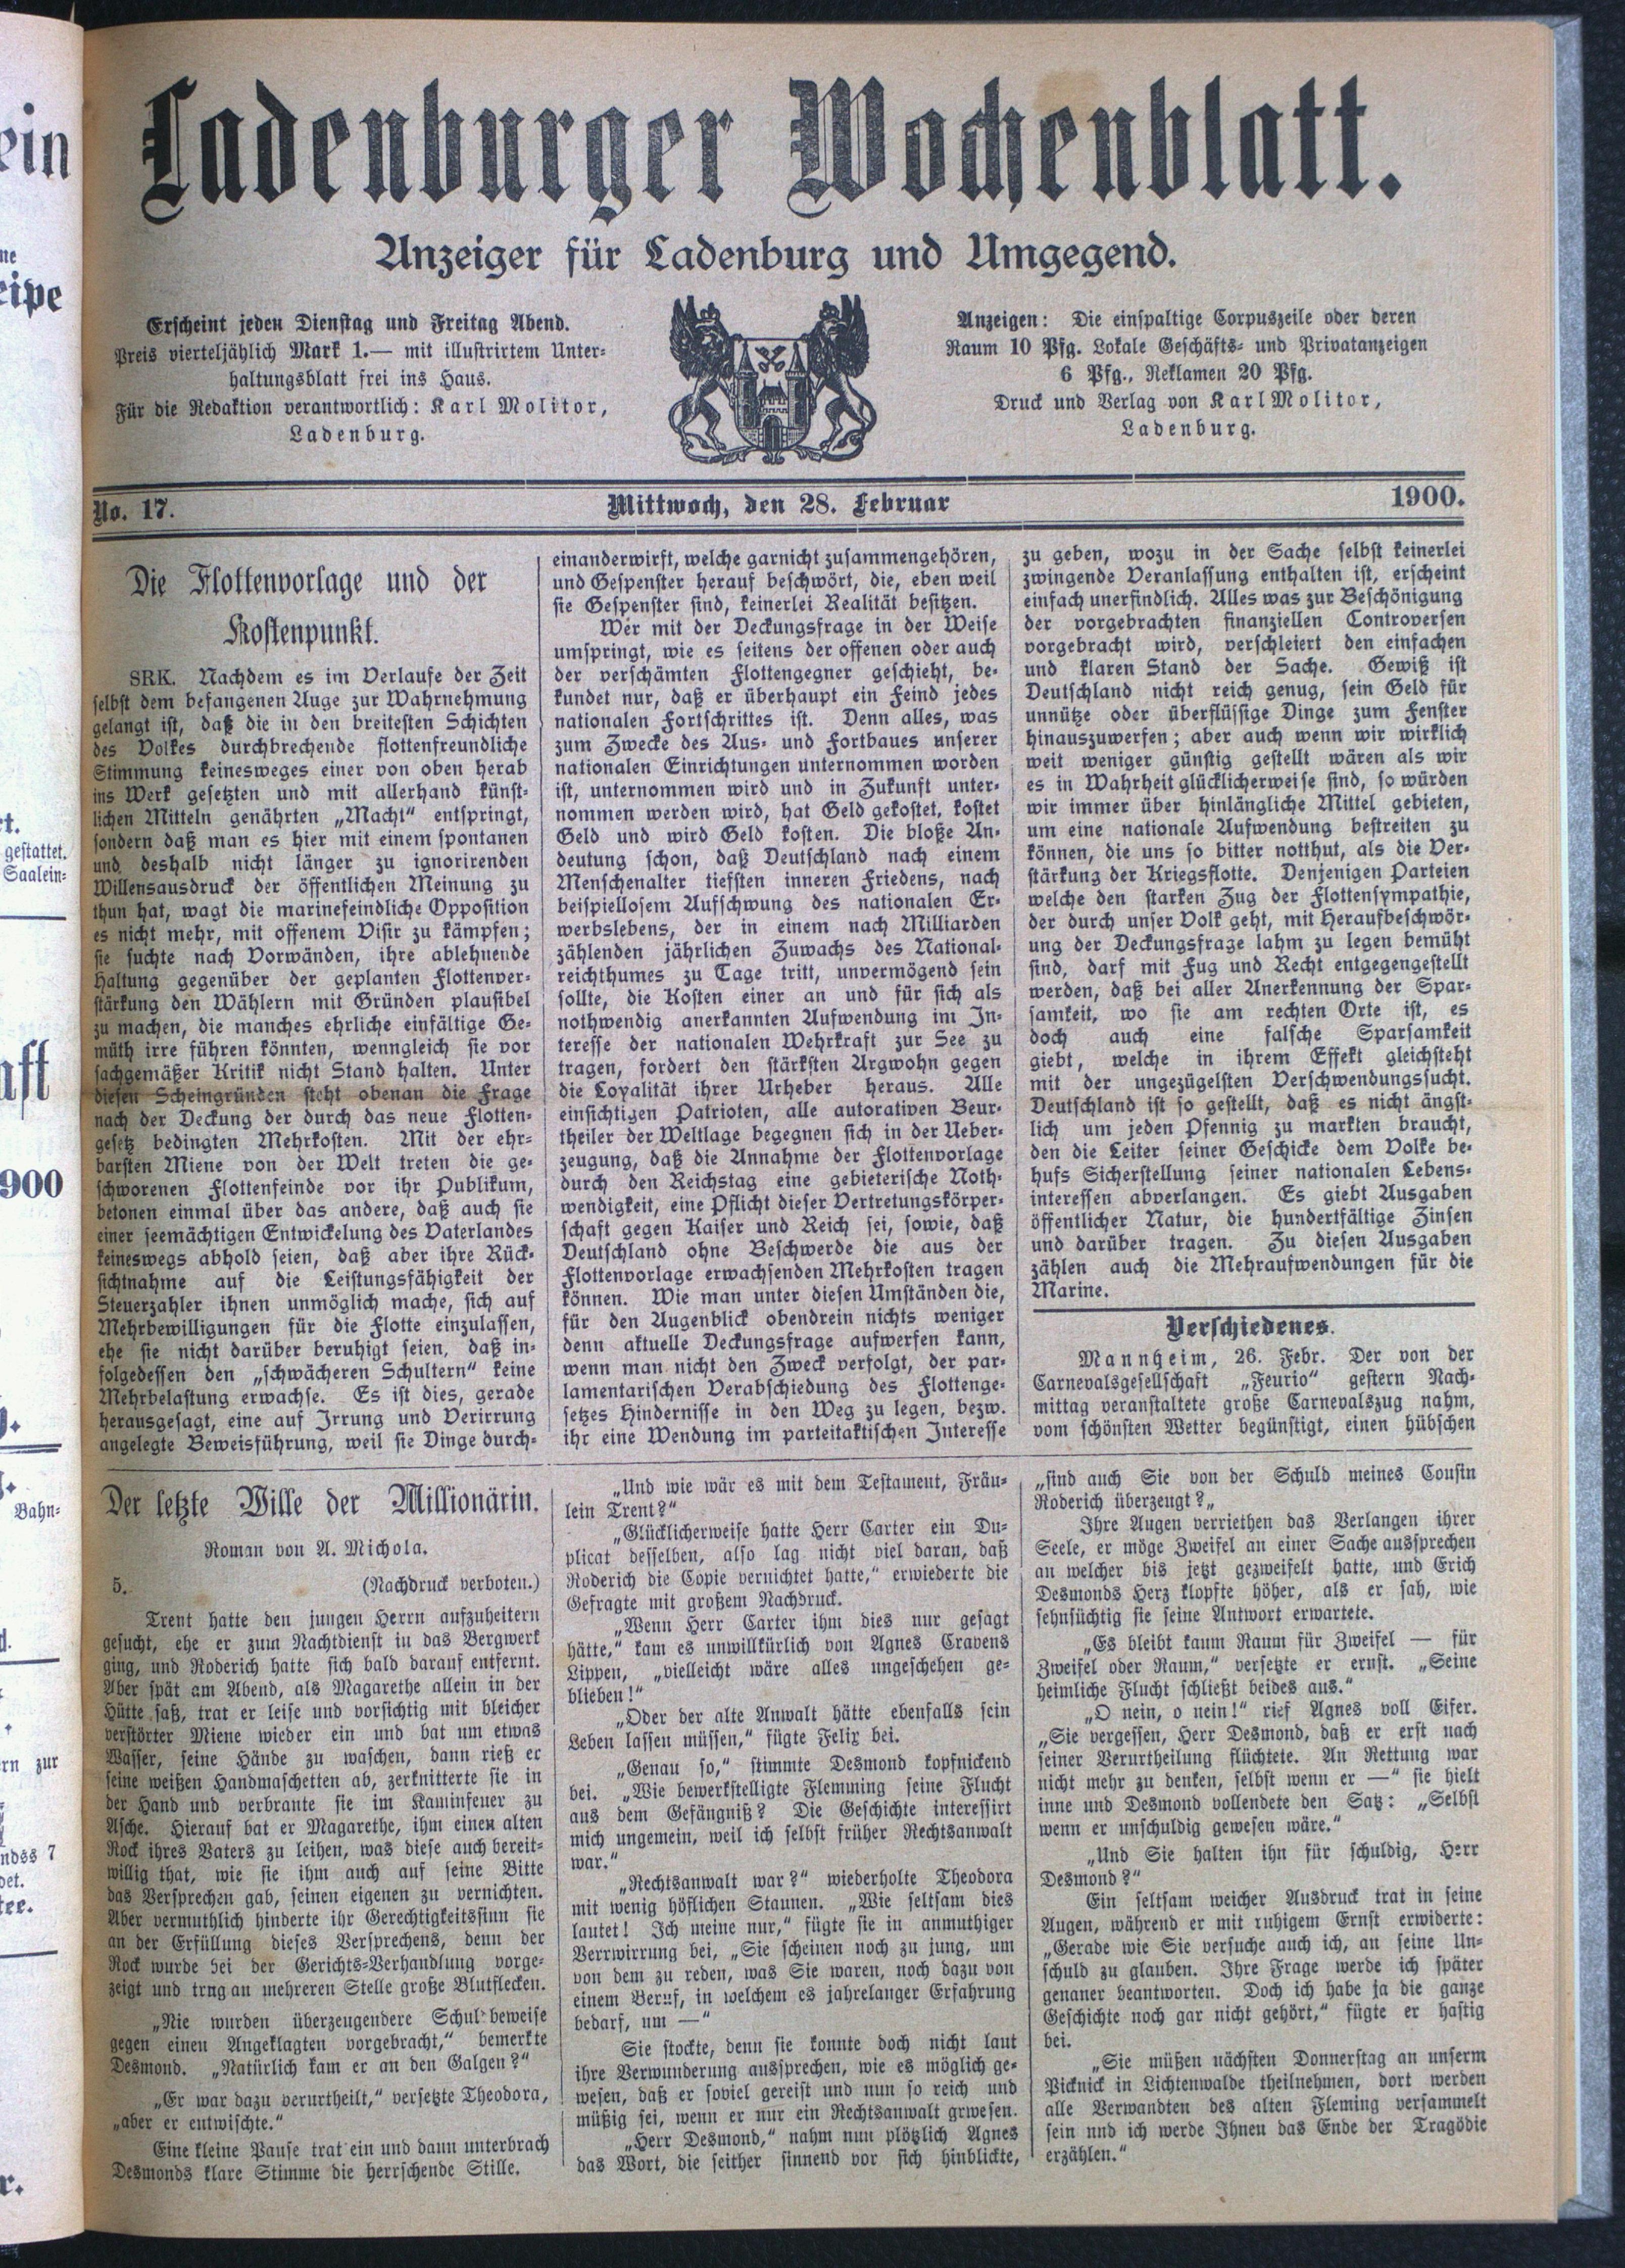 Ladenburger Wochenblatt.
Anzeiger für Ladenburg und Umgegend.
Erscheint jeden Dienstag und Freitag Abend.
Preis vierteljählich Mark 1.— mit illustrirtem Unter-
haltungsblatt frei ins Haus.
Für die Redaktion verantwortlich: Karl Molitor,
Ladenburg.
Anzeigen: Die einspaltige Corpuszeile oder deren
Raum 10 Pfg. Lokale Geschäfts- und Privatanzeigen
6 Pfg., Reklamen 20 Pfg.
Druck und Verlag von Karl Molitor,
Ladenburg.
No. 17.
Mittwoch, den 28. Februar
1900.
Die Flottenvorlage und der
Kostenpunkt.
SRK. Nachdem es im Verlaufe der Zeit
selbst dem befangenen Auge zur Wahrnehmung
gelangt ist, daß die in den breitesten Schichten
des Volkes durchbrechende flottenfreundliche
Stimmung keinesweges einer von oben herab
ins Werk gesetzten und mit allerhand künst-
lichen Mitteln genährten „Macht“ entspringt,
sondern daß man es hier mit einem spontanen
und deshalb nicht länger zu ignorirenden
Willensausdruck der öffentlichen Meinung zu
thun hat, wagt die marinefeindliche Opposition
es nicht mehr, mit offenem Visir zu kämpfen;
sie suchte nach Vorwänden, ihre ablehnende
Haltung gegenüber der geplanten Flottenver-
stärkung den Wählern mit Gründen plausibel
zu machen, die manches ehrliche einfältige Ge-
müth irre führen könnten, wenngleich sie vor
sachgemäßer Kritik nicht Stand halten. Unter
diesen Scheingründen steht obenan die Frage
nach der Deckung der durch das neue Flotten-
gesetz bedingten Mehrkosten. Mit der ehr-
barsten Miene von der Welt treten die ge-
schworenen Flottenfeinde vor ihr Publikum,
betonen einmal über das andere, daß auch sie
einer seemächtigen Entwickelung des Vaterlandes
keineswegs abhold seien, daß aber ihre Rück-
sichtnahme auf die Leistungsfähigkeit der
Steuerzahler ihnen unmöglich mache, sich auf
Mehrbewilligungen für die Flotte einzulassen,
ehe sie nicht darüber beruhigt seien, daß in-
folgedessen den „schwächeren Schultern“ keine
Mehrbelastung erwachse. Es ist dies, gerade
herausgesagt, eine auf Irrung und Verirrung
angelegte Beweisführung, weil sie Dinge durch-
einanderwirft, welche garnicht zusammengehören,
und Gespenster herauf beschwört, die, eben weil
sie Gespenster sind, keinerlei Realität besitzen.
Wer mit der Deckungsfrage in der Weise
umspringt, wie es seitens der offenen oder auch
der verschämten Flottengegner geschieht, be-
kundet nur, daß er überhaupt ein Feind jedes
nationalen Fortschrittes ist. Denn alles, was
zum Zwecke des Aus- und Fortbaues unserer
nationalen Einrichtungen unternommen worden
ist, unternommen wird und in Zukunft unter-
nommen werden wird, hat Geld gekostet, kostet
Geld und wird Geld kosten. Die bloße An-
deutung schon, daß Deutschland nach einem
Menschenalter tiefsten inneren Friedens, nach
beispiellosem Aufschwung des nationalen Er-
werbslebens, der in einem nach Milliarden
zählenden jährlichen Zuwachs des National-
reichthumes zu Tage tritt, unvermögend sein
sollte, die Kosten einer an und für sich als
nothwendig anerkannten Aufwendung im In-
teresse der nationalen Wehrkraft zur See zu
tragen, fordert den stärksten Argwohn gegen
die Loyalität ihrer Urheber heraus. Alle
einsichtigen Patrioten, alle autorativen Beur-
theiler der Weltlage begegnen sich in der Ueber-
zeugung, daß die Annahme der Flottenvorlage
durch den Reichstag eine gebieterische Noth-
wendigkeit, eine Pflicht dieser Vertretungskörper-
schaft gegen Kaiser und Reich sei, sowie, daß
Deutschland ohne Beschwerde die aus der
Flottenvorlage erwachsenden Mehrkosten tragen
können. Wie man unter diesen Umständen die,
für den Augenblick obendrein nichts weniger
denn aktuelle Deckungsfrage aufwerfen kann,
wenn man nicht den Zweck verfolgt, der par-
lamentarischen Verabschiedung des Flottenge-
setzes Hindernisse in den Weg zu legen, bezw.
ihr eine Wendung im parteitaktischen Interesse
zu geben, wozu in der Sache selbst keinerlei
zwingende Veranlassung enthalten ist, erscheint
einfach unerfindlich. Alles was zur Beschönigung
der vorgebrachten finanziellen Controversen
vorgebracht wird, verschleiert den einfachen
und klaren Stand der Sache. Gewiß ist
Deutschland nicht reich genug, sein Geld für
unnütze oder überflüssige Dinge zum Fenster
hinauszuwerfen; aber auch wenn wir wirklich
weit weniger günstig gestellt wären als wir
es in Wahrheit glücklicherweise sind, so würden
wir immer über hinlängliche Mittel gebieten,
um eine nationale Aufwendung bestreiten zu
können, die uns so bitter notthut, als die Ver-
stärkung der Kriegsflotte. Denjenigen Parteien
welche den starken Zug der Flottensympathie,
der durch unser Volk geht, mit Heraufbeschwör-
ung der Deckungsfrage lahm zu legen bemüht
sind, darf mit Fug und Recht entgegengestellt
werden, daß bei aller Anerkennung der Spar-
samkeit, wo sie am rechten Orte ist, es
doch auch eine falsche Sparsamkeit
giebt, welche in ihrem Effekt gleichsteht
mit der ungezügelsten Verschwendungssucht.
Deutschland ist so gestellt, daß es nicht ängst-
lich um jeden Pfennig zu markten braucht,
den die Leiter seiner Geschicke dem Volke be-
hufs Sicherstellung seiner nationalen Lebens-
interessen abverlangen. Es giebt Ausgaben
öffentlicher Natur, die hundertfältige Zinsen
und darüber tragen. Zu diesen Ausgaben
zählen auch die Mehraufwendungen für die
Marine.
Verschiedenes.
Mannheim, 26. Febr. Der von der
Carnevalsgesellschaft „Feurio“ gestern Nach-
mittag veranstaltete große Carnevalszug nahm,
vom schönsten Wetter begünstigt, einen hübschen
Der letzte Wille der Millionärin.
Roman von A. Michola.
5. (Nachdruck verboten.)
Trent hatte den jungen Herrn aufzuheitern
gesucht, ehe er zum Nachtdienst in das Bergwerk
ging, und Roderich hatte sich bald darauf entfernt.
Aber spät am Abend, als Magarethe allein in der
Hütte saß, trat er leise und vorsichtig mit bleicher
verstörter Miene wieder ein und bat um etwas
Wasser, seine Hände zu waschen, dann rieß er
seine weißen Handmaschetten ab, zerknitterte sie in
der Hand und verbrante sie im Kaminfeuer zu
Asche. Hierauf bat er Magarethe, ihm einen alten
Rock ihres Vaters zu leihen, was diese auch bereit-
willig that, wie sie ihm auch auf seine Bitte
das Versprechen gab, seinen eigenen zu vernichten.
Aber vermuthlich hinderte ihr Gerechtigkeitssinn sie
an der Erfüllung dieses Versprechens, denn der
Rock wurde bei der Gerichts-Verhandlung vorge-
zeigt und trng an mehreren Stelle große Blutflecken.
„Nie wurden überzeugendere Schul beweise
gegen einen Angeklagten vorgebracht,“ bemerkte
Desmond. „Natürlich kam er an den Galgen?“
„Er war dazu verurtheilt,“ versetzte Theodora,
„aber er entwischte.“
Eine kleine Pause trat ein und dann unterbrach
Desmonds klare Stimme die herrschende Stille.
„Und wie wär es mit dem Testament, Fräu-
lein Trent?“
„Glücklicherweise hatte Herr Carter ein Du-
plicat desselben, also lag nicht viel daran, daß
Roderich die Copie vernichtet hatte,“ erwiederte die
Gefragte mit großem Nachdruck.
„Wenn Herr Carter ihm dies nur gesagt
hätte,“ kam es unwillkürlich von Agnes Cravens
Lippen, „vielleicht wäre alles ungeschehen ge-
blieben!“
„Oder der alte Anwalt hätte ebenfalls sein
Leben lassen müssen,“ fügte Felix bei.
„Genau so,“ stimmte Desmond kopfnickend
bei. „Wie bewerkstelligte Flemming seine Flucht
aus dem Gefängniß? Die Geschichte interessirt
mich ungemein, weil ich selbst früher Rechtsanwalt
war.“
„Rechtsanwalt war?“ wiederholte Theodora
mit wenig höflichen Staunen. „Wie seltsam dies
lautet! Ich meine nur,“ fügte sie in anmuthiger
Verrwirrung bei, „Sie scheinen noch zu jung, um
von dem zu reden, was Sie waren, noch dazu von
einem Beruf, in welchem es jahrelanger Erfahrung
bedarf, um —“
Sie stockte, denn sie konnte doch nicht laut
ihre Verwunderung aussprechen, wie es möglich ge-
wesen, daß er soviel gereist und nun so reich und
müßig sei, wenn er nur ein Rechtsanwalt grwesen.
„Herr Desmond,“ nahm nun plötzlich Agnes
das Wort, die seither sinnend vor sich hinblickte,
„sind auch Sie von der Schuld meines Cousin
Roderich überzeugt?„
Ihre Augen verriethen das Verlangen ihrer
Seele, er möge Zweifel an einer Sache aussprechen
an welcher bis jetzt gezweifelt hatte, und Erich
Desmonds Herz klopfte höher, als er sah, wie
sehnsüchtig sie seine Antwort erwartete.
„Es bleibt kaum Raum für Zweifel — für
Zweifel oder Raum,“ versetzte er ernst. „Seine
heimliche Flucht schließt beides aus.“
„O nein, o nein!“ rief Agnes voll Eifer.
„Sie vergessen, Herr Desmond, daß er erst nach
seiner Verurtheilung flüchtete. An Rettung war
nicht mehr zu denken, selbst wenn er —“ sie hielt
inne und Desmond vollendete den Satz: „Selbst
wenn er unschuldig gewesen wäre.“
„Und Sie halten ihn für schuldig, Herr
Desmond?“
Ein seltsam weicher Ausdruck trat in seine
Augen, während er mit ruhigem Ernst erwiderte:
„Gerade wie Sie versuche auch ich, an seine Un-
schuld zu glauben. Ihre Frage werde ich später
genaner beantworten. Doch ich habe ja die ganze
Geschichte noch gar nicht gehört,“ fügte er hastig
bei.
„Sie müßen nächsten Donnerstag an unserm
Picknick in Lichtenwalde theilnehmen, dort werden
alle Verwandten des alten Fleming versammelt
sein nnd ich werde Ihnen das Ende der Tragödie
erzählen.“